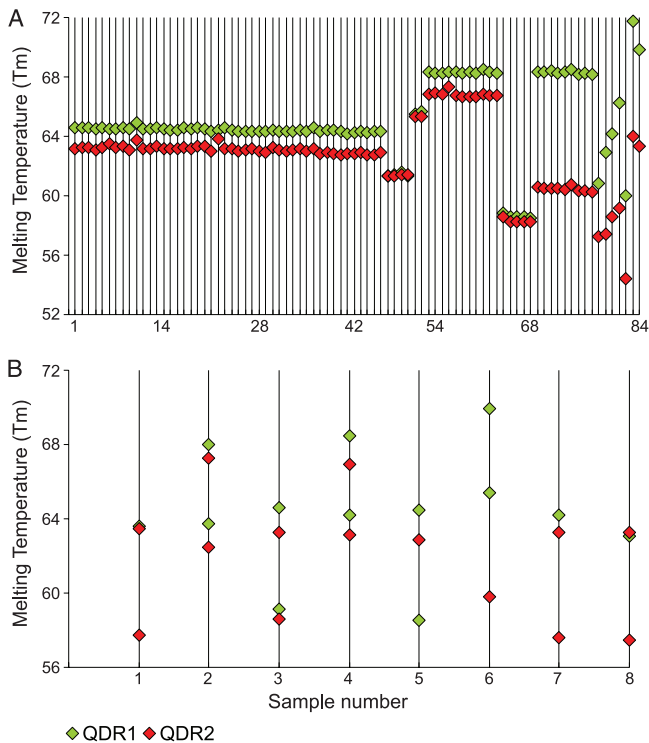 A
Melting Temperature (Tm)
72
68
64
60
56
52
1 14 28 42 54 68 84
B
Melting Temperature (Tm)
72
68
64
60
56
1 2 3 4 5 6 7 8
Sample number
QDR1 QDR2